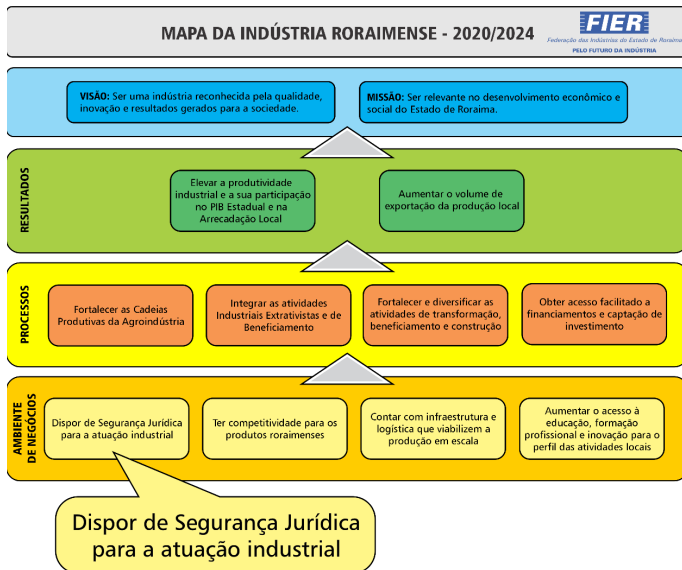 MAPA DA INDÚSTRIA RORAIMENSE - 2020/2024
FIER
Federação das Indústrias do Estado de Roraima
PELO FUTURO DA INDÚSTRIA
VISÃO: Ser uma indústria reconhecida pela qualidade,
inovação e resultados gerados para a sociedade.
MISSÃO: Ser relevante no desenvolvimento econômico e
social do Estado de Roraima.
RESULTADOS
Elevar a produtividade
industrial e a sua participação
no PIB Estadual e na
Arrecadação Local
Aumentar o volume de
exportação da produção local
PROCESSOS
Fortalecer as Cadeias
Produtivas da Agroindústria
Integrar as atividades
Industriais Extrativistas e de
Beneficiamento
Fortalecer e diversificar as
atividades de transformação,
beneficiamento e construção
Obter acesso facilitado a
financiamentos e captação de
investimento
AMBIENTE
DE NEGÓCIOS
Dispor de Segurança Jurídica
para a atuação industrial
Ter competitividade para os
produtos roraimenses
Contar com infraestrutura e
logística que viabilizem a
produção em escala
Aumentar o acesso à
educação, formação
profissional e inovação para o
perfil das atividades locais
Dispor de Segurança Jurídica
para a atuação industrial